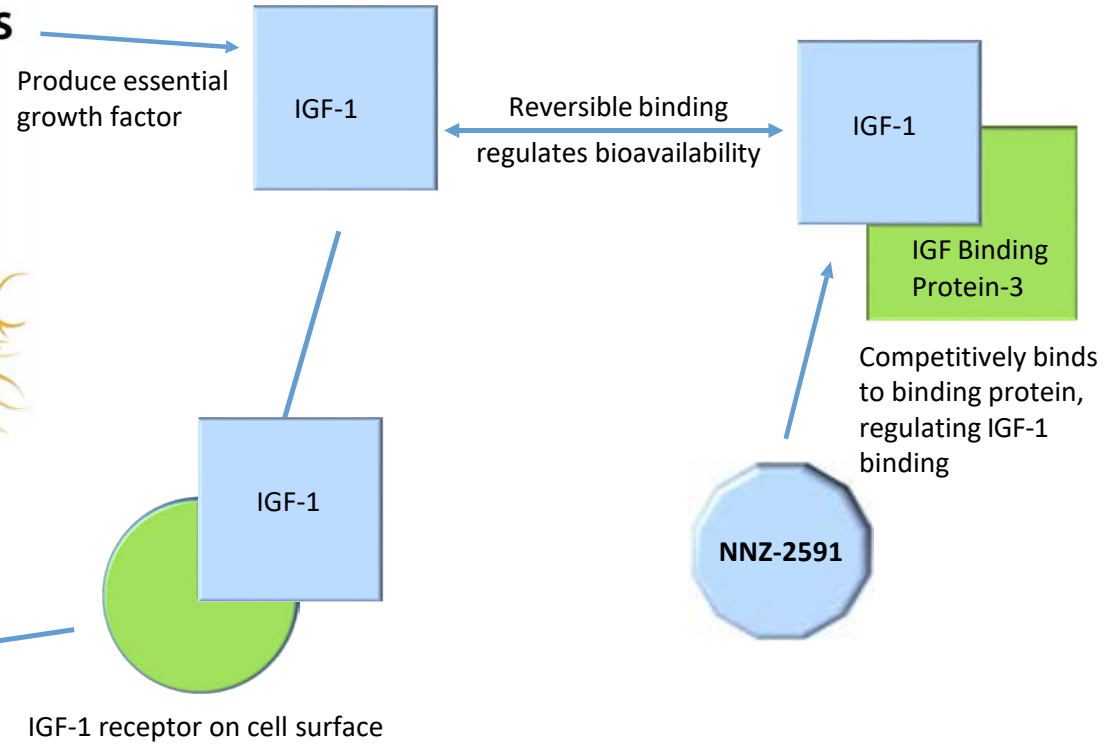 s
Produce essential
growth factor
IGF-1
Reversible binding
regulates bioavailability
IGF-1
IGF Binding
Protein-3
Competitively binds
to binding protein,
regulating IGF-1
binding
IGF-1
NNZ-2591
IGF-1 receptor on cell surface